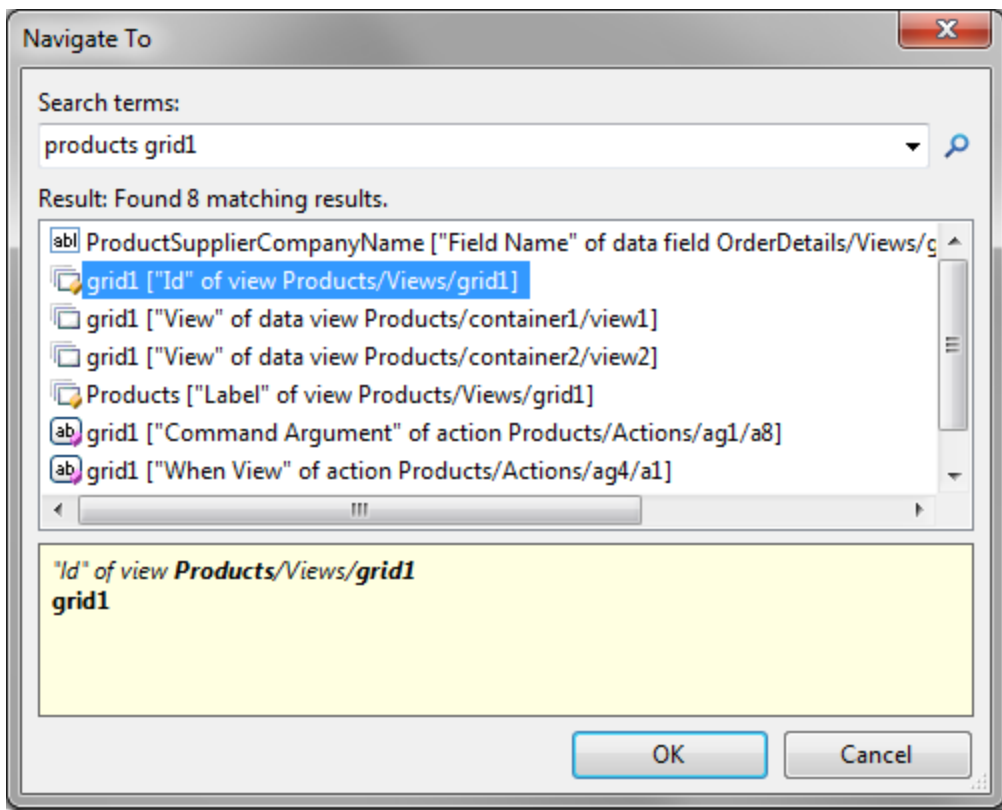 Navigate To
Search terms:
products grid1
Result: Found 8 matching results.
abl ProductSupplierCompanyName ["Field Name" of data field OrderDetails/Views/g
grid1 ["Id" of view Products/Views/grid1]
grid1 ["View" of data view Products/container1/view1]
grid1 ["View" of data view Products/container2/view2]
Products ["Label" of view Products/Views/grid1]
ab grid1 ["Command Argument" of action Products/Actions/ag1/a8]
ab grid1 ["When View" of action Products/Actions/ag4/a1]
"Id" of view Products/Views/grid1
grid1
OK Cancel